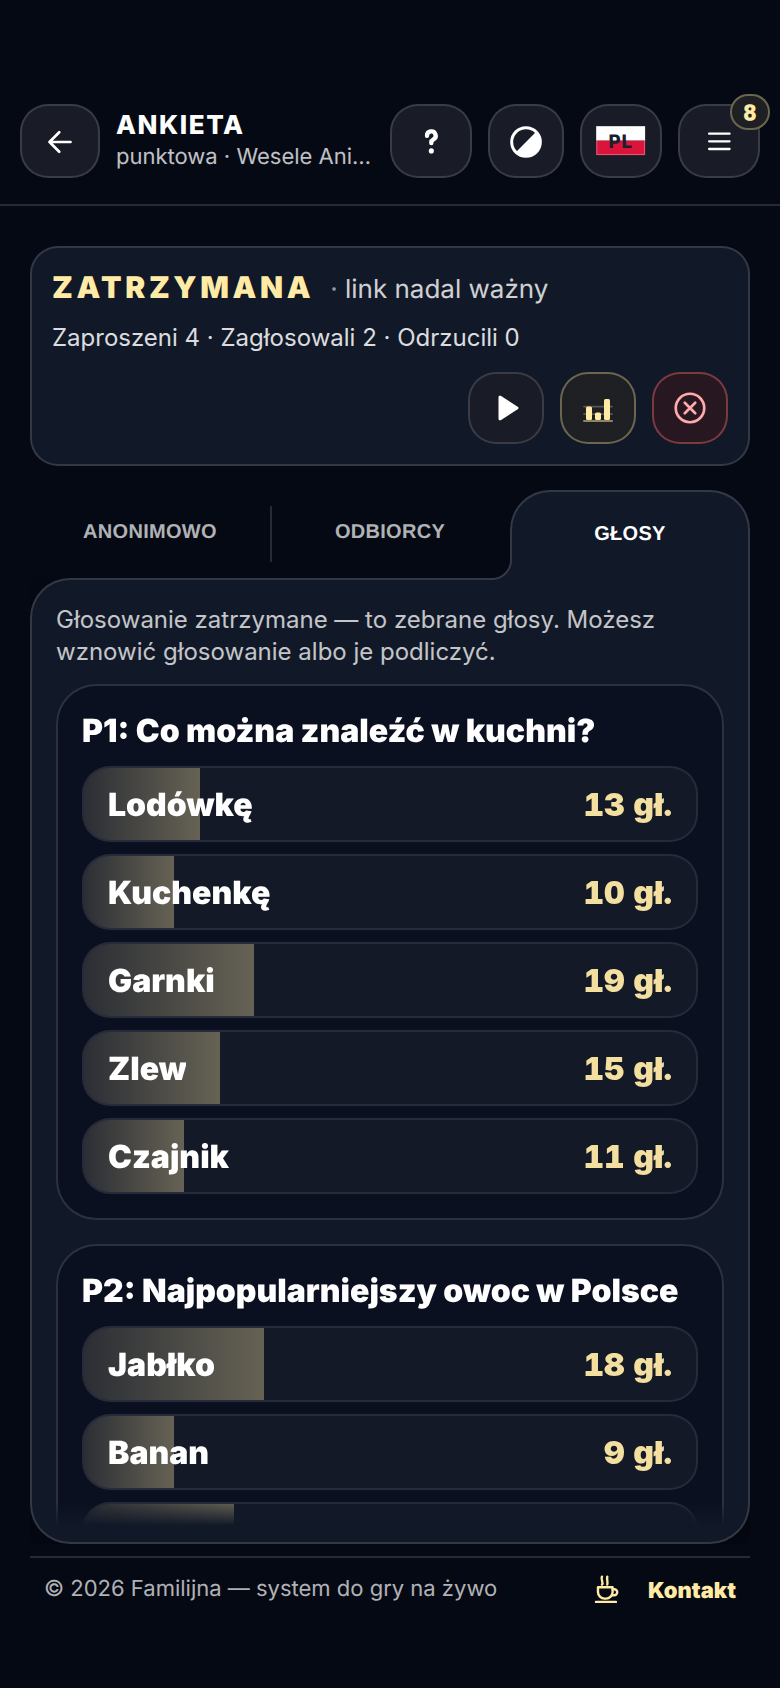 ANKIETA
punktowa · Wesele Ani...
?
PL
8
ZATRZYMANA · link nadal ważny
Zaproszeni 4 · Zagłosowali 2 · Odrzucili 0
ANONIMOWO
ODBIORCY
GŁOSY
Głosowanie zatrzymane — to zebrane głosy. Możesz
wznowić głosowanie albo je podliczyć.
P1: Co można znaleźć w kuchni?
Lodówkę 13 gł.
Kuchenkę 10 gł.
Garnki 19 gł.
Zlew 15 gł.
Czajnik 11 gł.
P2: Najpopularniejszy owoc w Polsce
Jabłko 18 gł.
Banan 9 gł.
© 2026 Familijna — system do gry na żywo
Kontakt